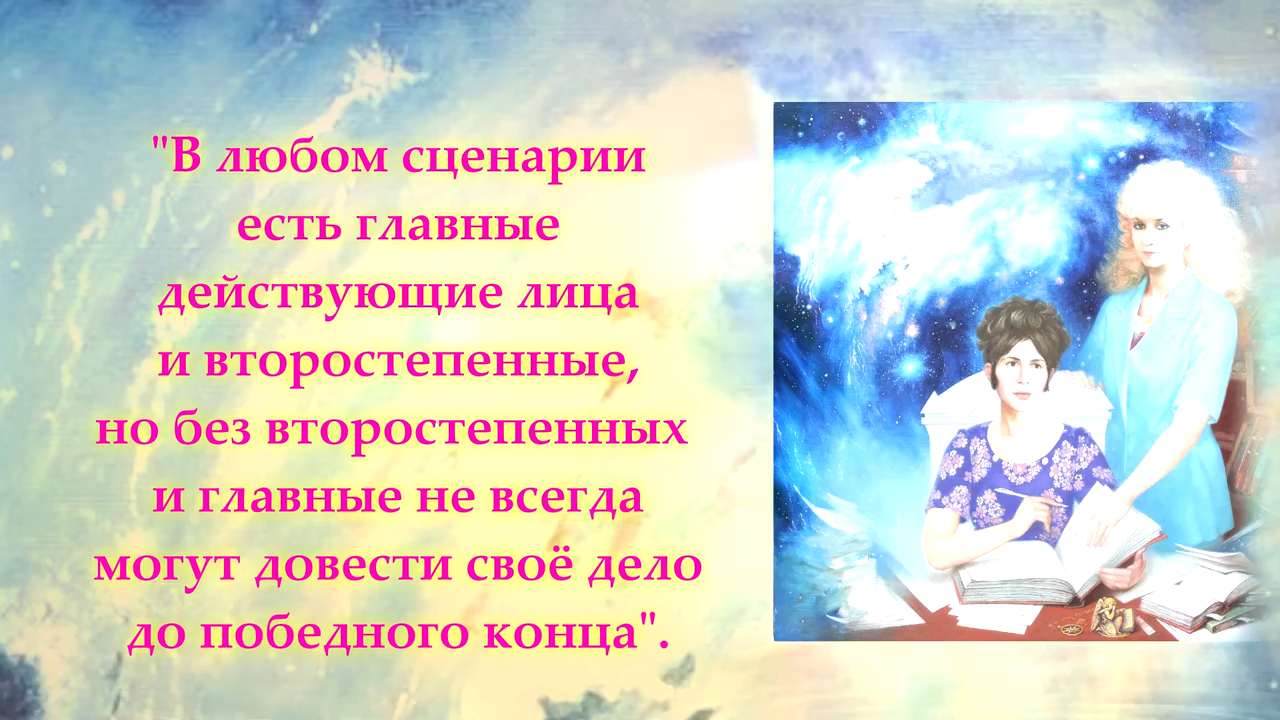 "В любом сценарии
есть главные
действующие лица
и второстепенные,
но без второстепенных
и главные не всегда
могут довести своё дело
до победного конца".